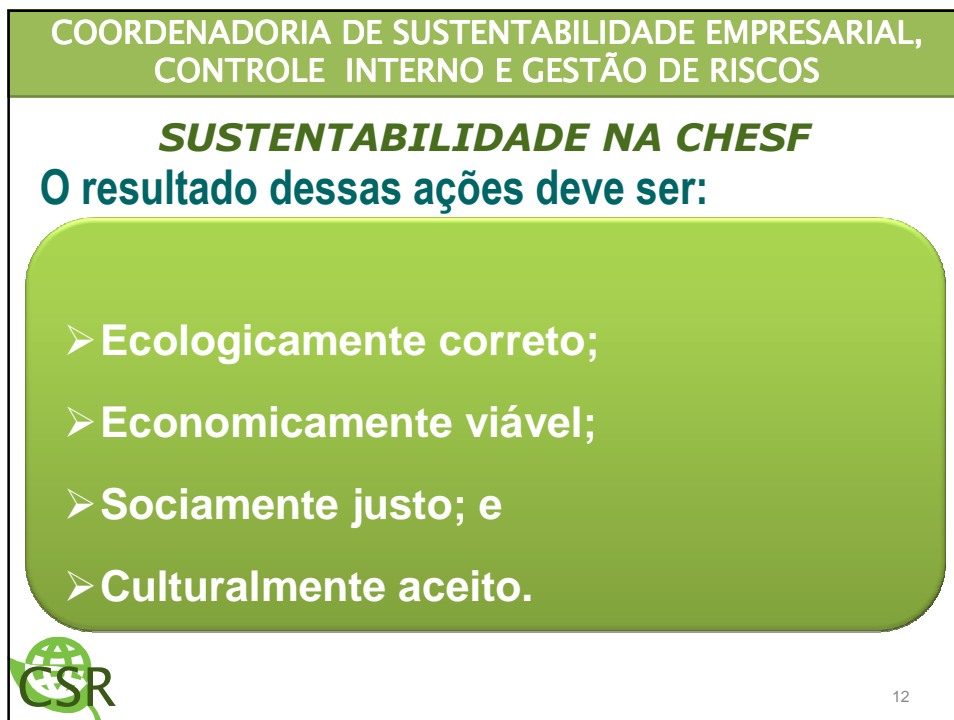 COORDENADORIA DE SUSTENTABILIDADE EMPRESARIAL,
CONTROLE INTERNO E GESTÃO DE RISCOS
SUSTENTABILIDADE NA CHESF
O resultado dessas ações deve ser:
➢Ecologicamente correto;
➢Economicamente viável;
➢Sociamente justo; e
➢Culturalmente aceito.
CSR
12